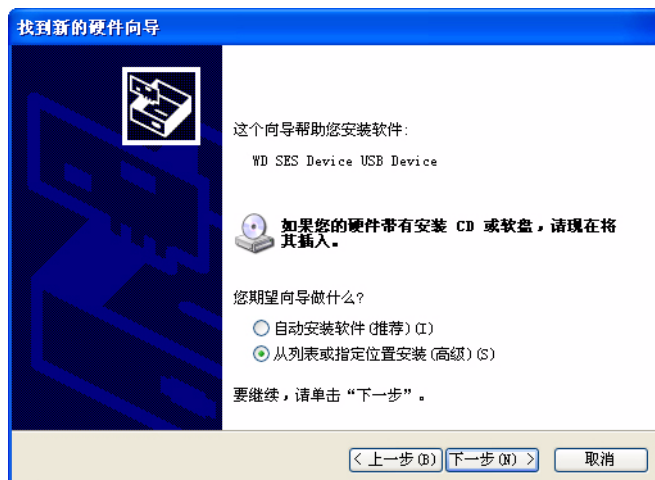 找到新的硬件向导
这个向导帮助您安装软件:
WD SES Device USB Device
如果您的硬件带有安装 CD 或软盘，请现在将
其插入。
您期望向导做什么?
自动安装软件(推荐)(I)
从列表或指定位置安装(高级)(S)
要继续，请单击“下一步”。
< 上一步(B) 下一步(N) > 取消